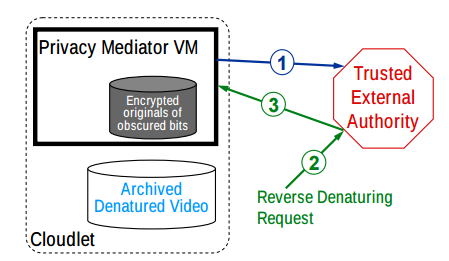 Privacy Mediator VM
Encrypted
originals of
obscured bits
Archived
Denatured Video
Cloudlet
1
3
2
Trusted
External
Authority
Reverse Denaturing
Request